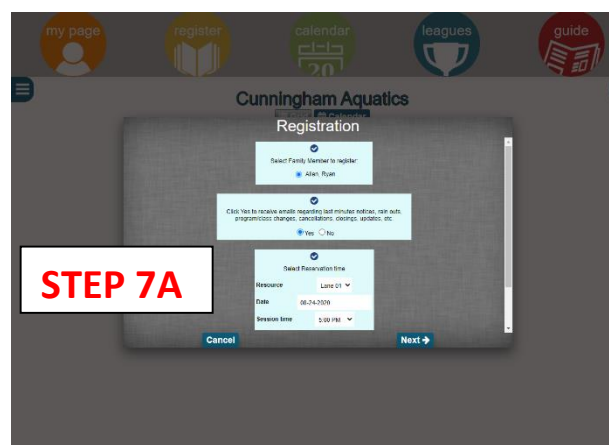 my page
register
calendar
leagues
guide
20
Cunningham Aquatics
Calendar
Registration
Select Family Member to register:
Allen, Ryan
Click Yes to receive emails regarding last minutes notices, rain outs,
program/class changes, cancellations, closings, updates, etc.
Yes No
Select Reservation time
Resource Lane 01
Date 08-24-2020
Session time 5:00 PM
STEP 7A
Cancel
Next